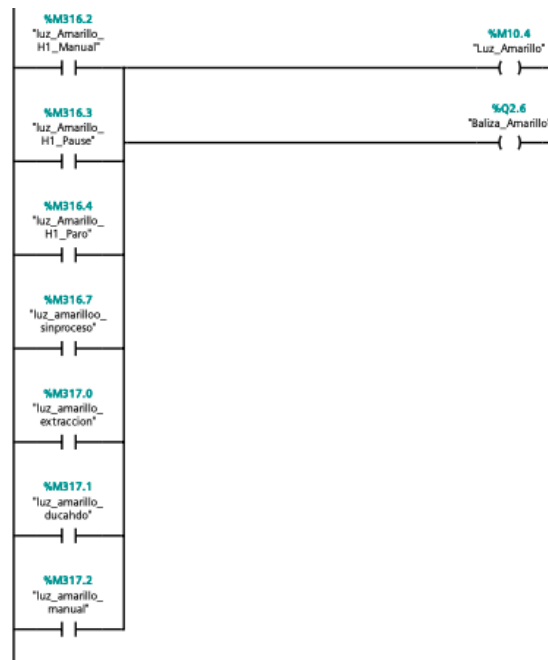 %M316.2
"luz_Amarillo_
H1_Manual"
%M10.4
"Luz_Amarillo"
%Q2.6
"Baliza_Amarillo"
%M316.3
"luz_Amarillo_
H1_Pause"
%M316.4
"luz_Amarillo_
H1_Paro"
%M316.7
"luz_amarilloo_
sinproceso"
%M317.0
"luz_amarillo_
extraccion"
%M317.1
"luz_amarillo_
ducahdo"
%M317.2
"luz_amarillo_
manual"